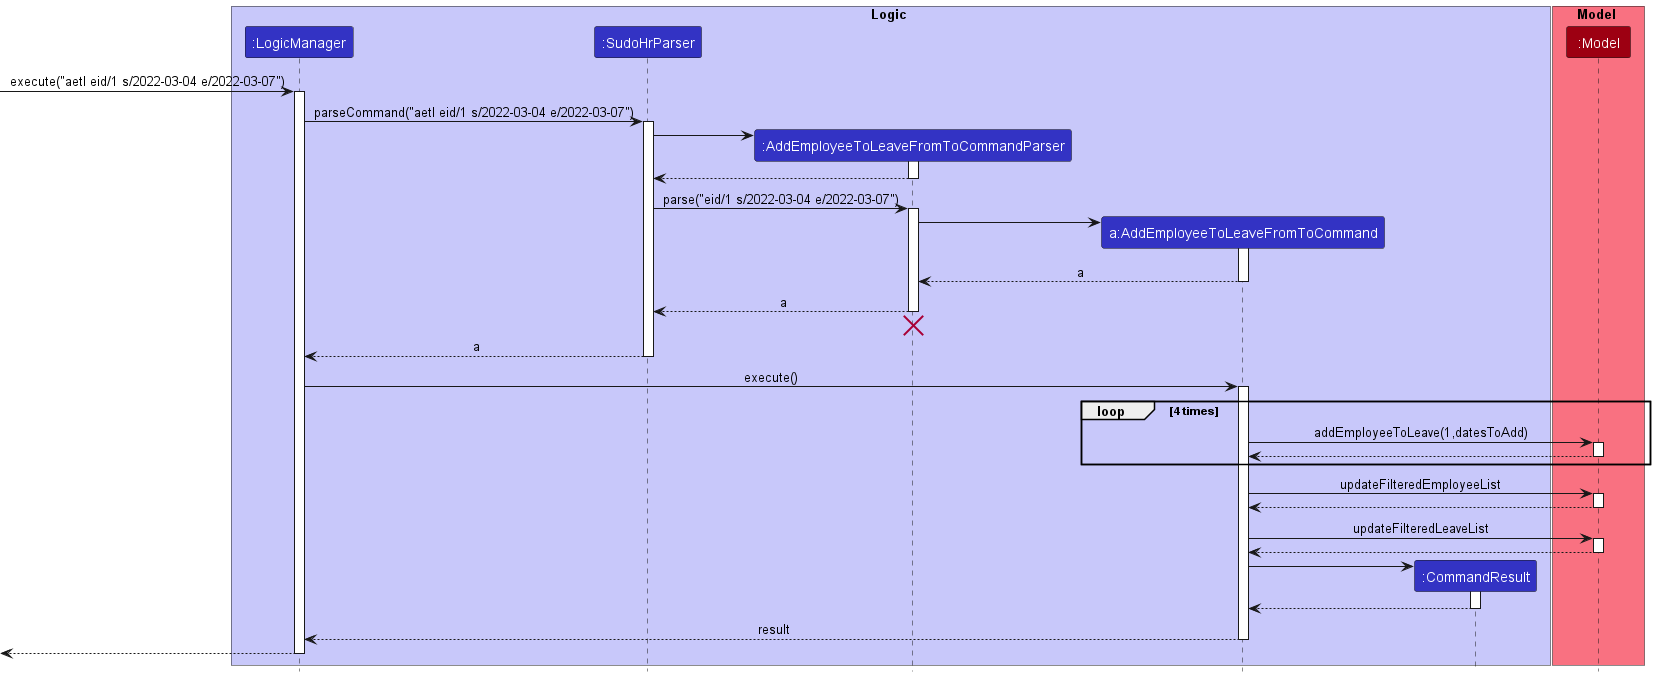 Logic
Model
:LogicManager
:SudoHrParser
:Model
execute("aetl eid/1 s/2022-03-04 e/2022-03-07")
parseCommand("aetl eid/1 s/2022-03-04 e/2022-03-07")
:AddEmployeeToLeaveFromToCommandParser
parse("eid/1 s/2022-03-04 e/2022-03-07")
a:AddEmployeeToLeaveFromToCommand
a
a
a
execute()
loop [4 times]
addEmployeeToLeave(1,datesToAdd)
updateFilteredEmployeeList
updateFilteredLeaveList
:CommandResult
result